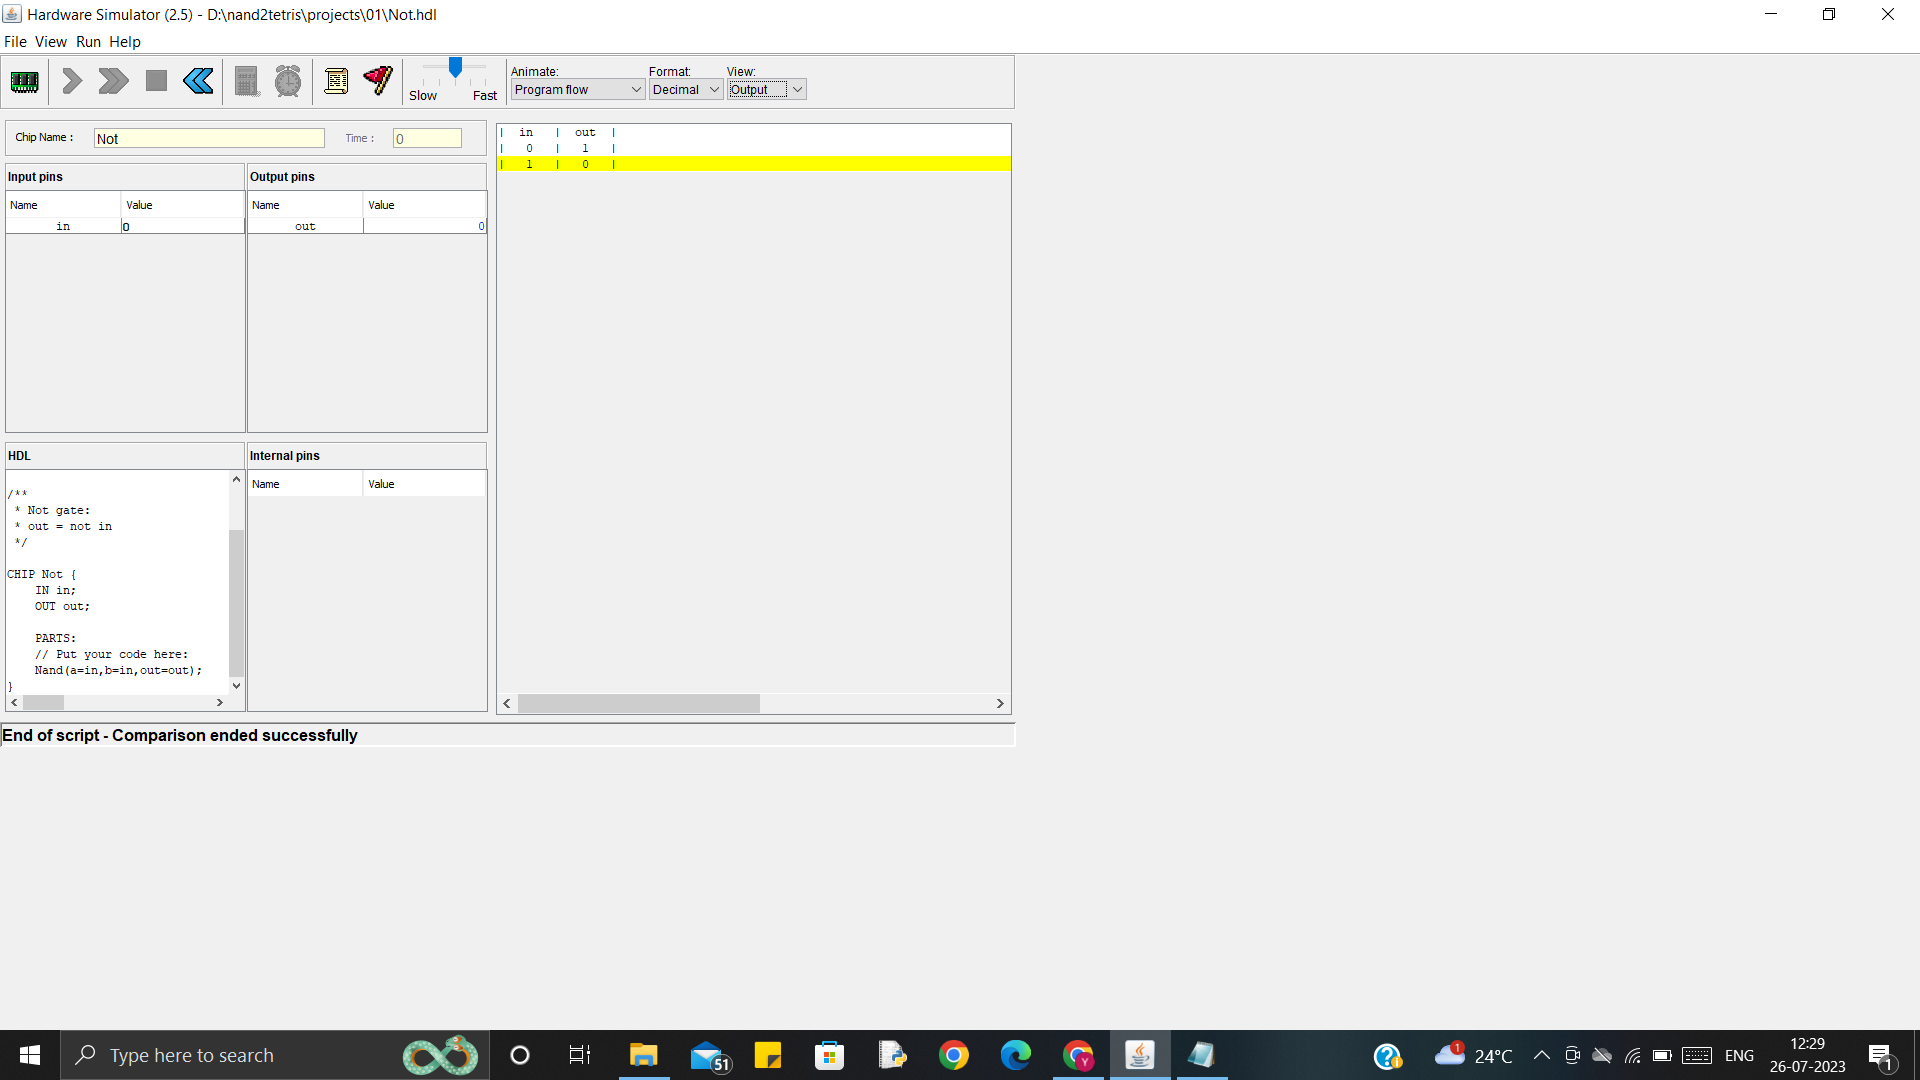 Hardware Simulator (2.5) - D:\nand2tetris\projects\01\Not.hdl
File View Run Help
Animate: Format: View:
Program flow Decimal Output
Slow Fast
Chip Name : Not Time : 0
Input pins Output pins
Name Value Name Value
in 0 out 0
| in | out |
| 0 | 1 |
| 1 | 0 |
HDL Internal pins
Name Value
/**
* Not gate:
* out = not in
*/
CHIP Not {
IN in;
OUT out;
PARTS:
// Put your code here:
Nand(a=in,b=in,out=out);
}
End of script - Comparison ended successfully
Type here to search
51
Y
1
24°C
ENG
12:29
26-07-2023
1